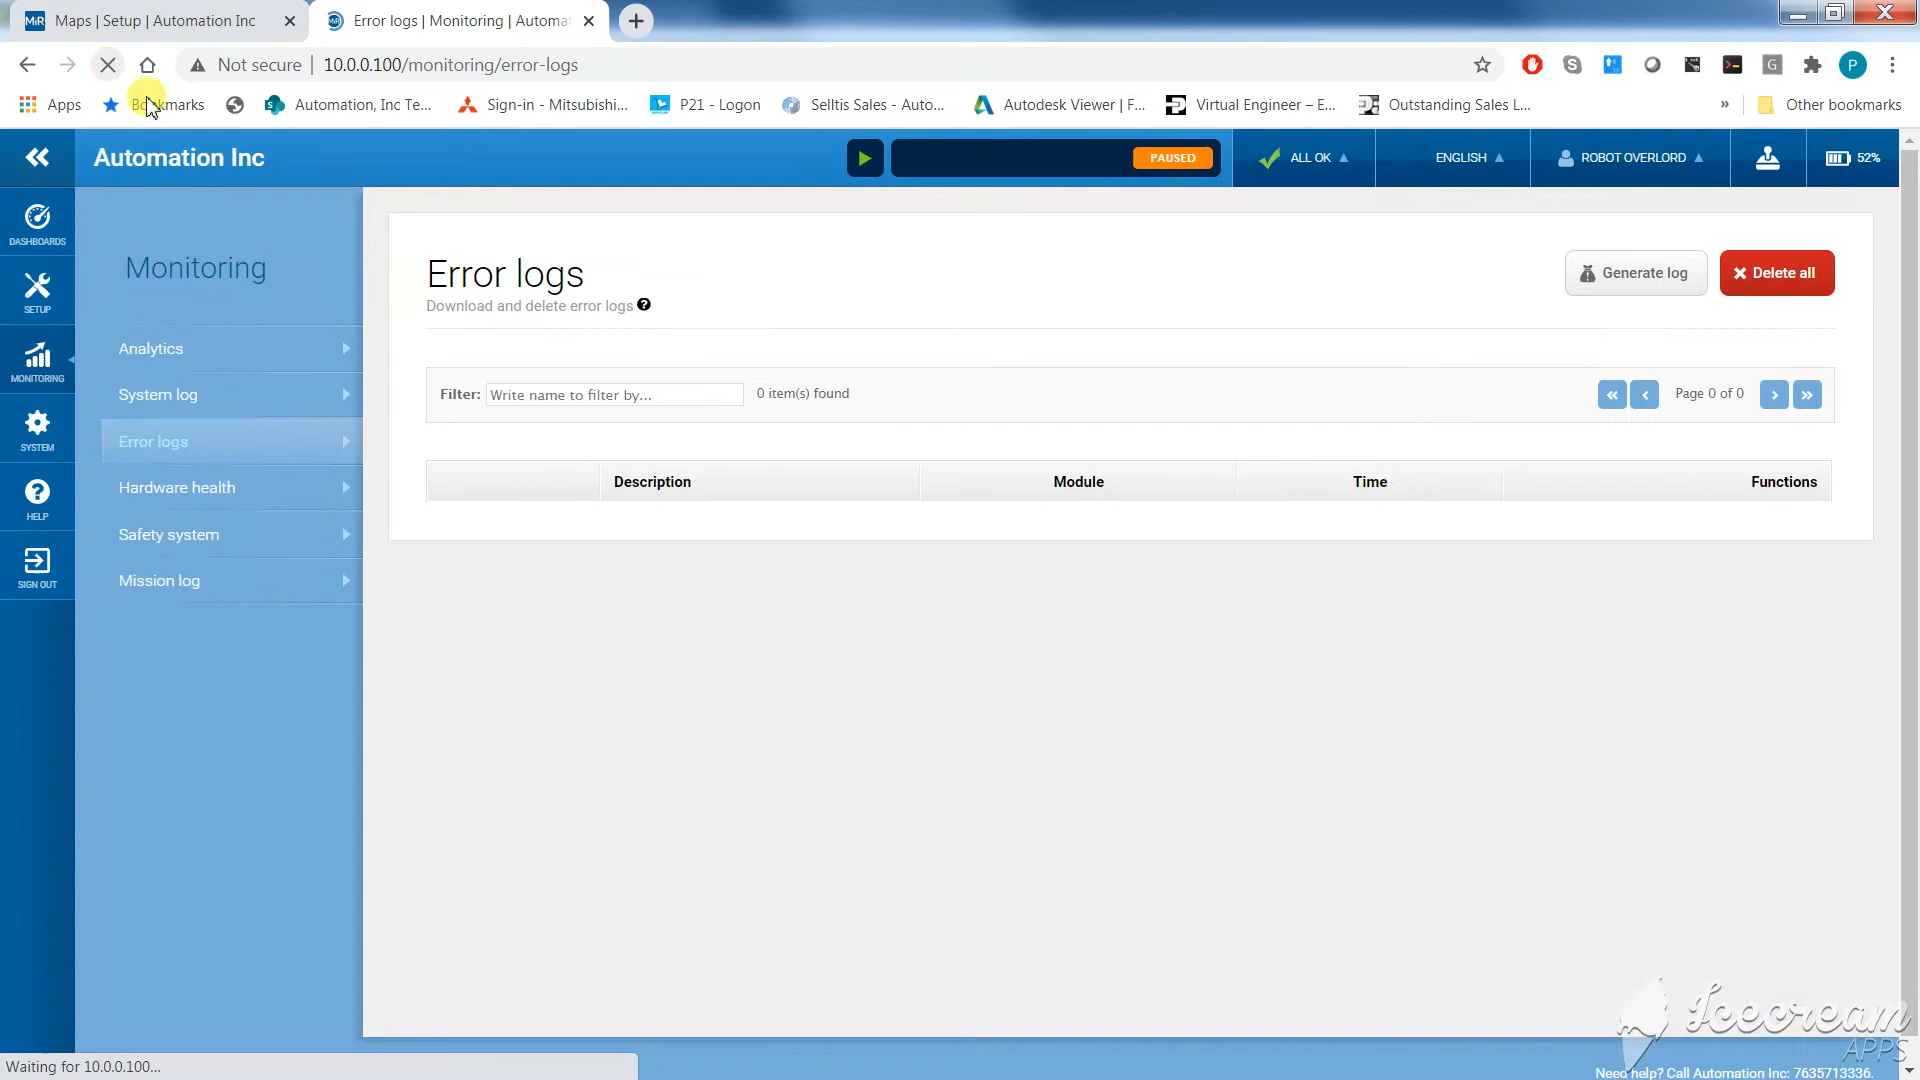 MiR Maps | Setup | Automation Inc
MiR Error logs | Monitoring | Automat
Not secure | 10.0.0.100/monitoring/error-logs
P
Apps Bookmarks Automation, Inc Te... Sign-in - Mitsubishi... P21 - Logon Selltis Sales - Auto... Autodesk Viewer | F... Virtual Engineer – E... Outstanding Sales L... » Other bookmarks
Automation Inc
PAUSED
ALL OK
ENGLISH
ROBOT OVERLORD
52%
DASHBOARDS
SETUP
MONITORING
SYSTEM
HELP
SIGN OUT
Monitoring
Analytics
System log
Error logs
Hardware health
Safety system
Mission log
Error logs
Download and delete error logs ?
Generate log
Delete all
Filter: Write name to filter by... 0 item(s) found
« ‹ Page 0 of 0 › »
Description Module Time Functions
Waiting for 10.0.0.100...
Need help? Call Automation Inc: 7635713336.
Icecream
APPS